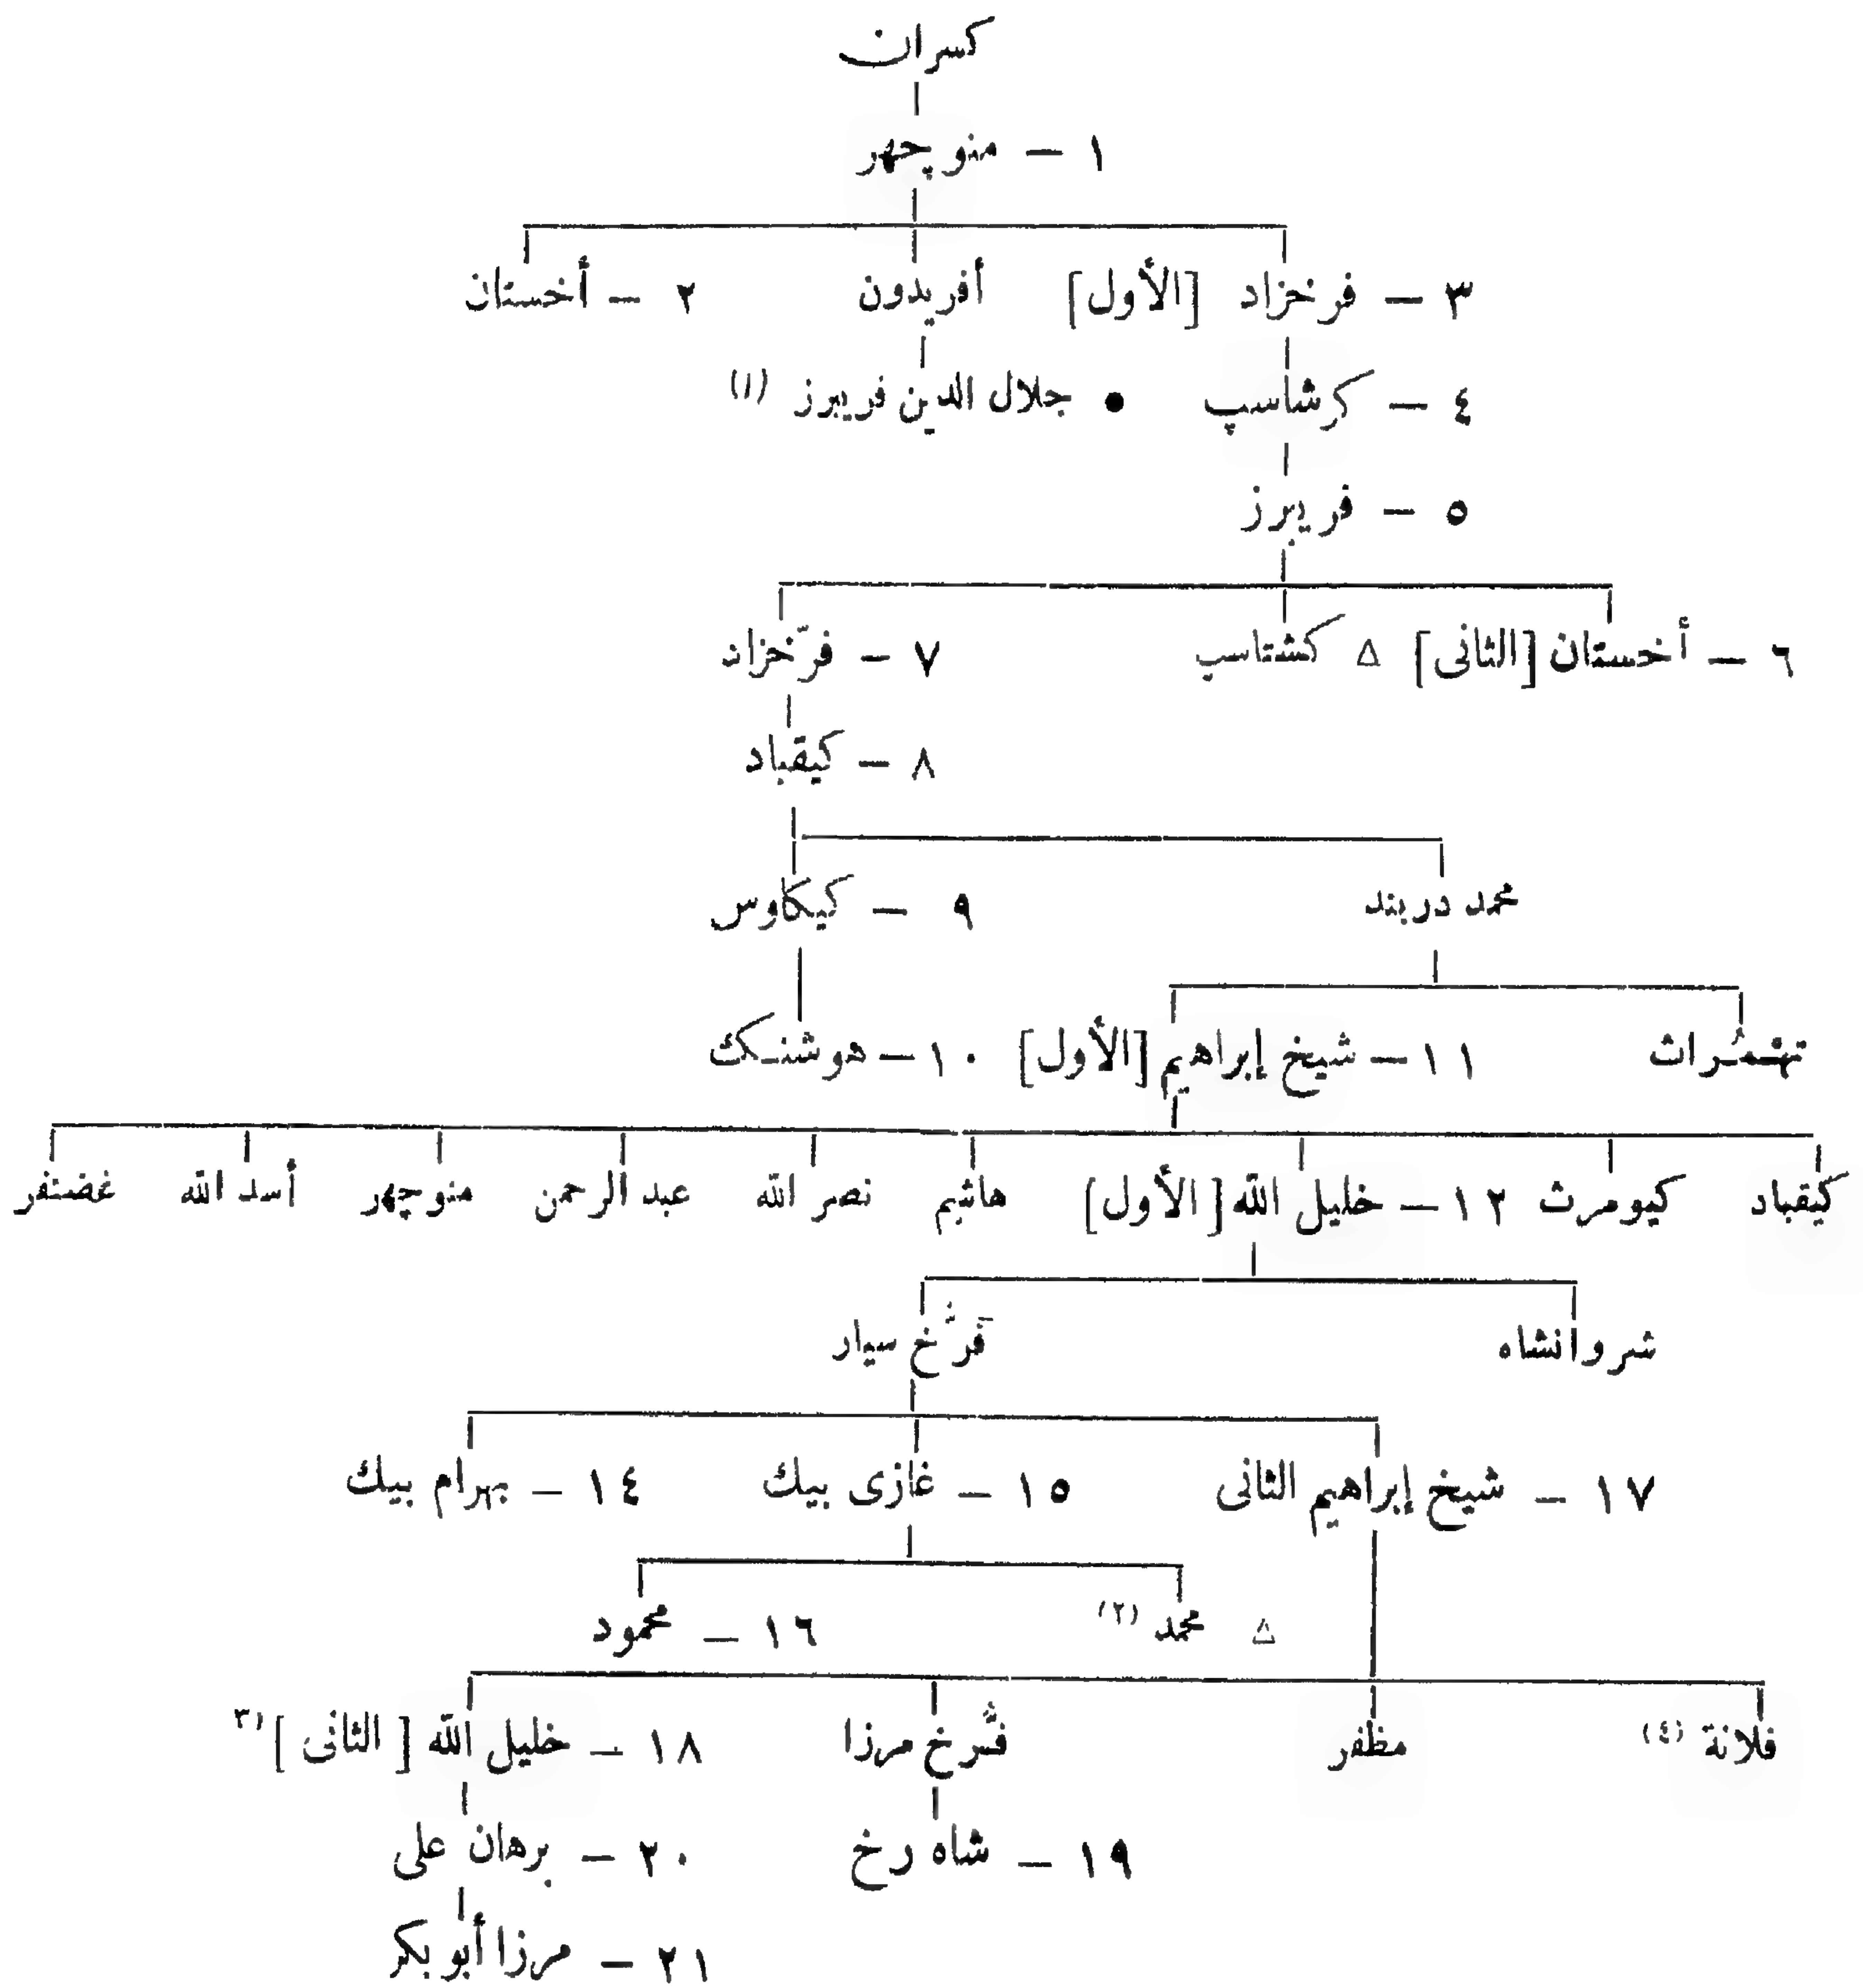 كسران
١ – منوچهر
٣ – فرخزاد [الأول] أفريدون ٢ – أخستان
٤ – كرشاسپ • جلال الدين فريبرز (١)
٥ – فريبرز
٦ – أخستان [الثانى] △ كشتاسب ٧ – فرّخزاد
٨ – كيقباد
محمد دربند ٩ – كيكاوس
تهمُراث ١١ – شيخ إبراهيم [الأول] ١٠ – هوشنـك
كيقباد كيومرث ١٢ – خليل الله [الأول] هاشم نصر الله عبد الرحمن منوچهر أسد الله غضنفر
شروانشاه فَرُّخ سيار
١٧ – شيخ إبراهيم الثانى ١٥ – غازى بيك ١٤ – بهرام بيك
△ محمد (٢) ١٦ – محمود
فلانة (٤) مظفر فُّرخ مرزا ١٨ – خليل الله [الثانى] (٣
١٩ – شاه رخ ٢٠ – برهان على
٢١ – مرزا أبو بكر